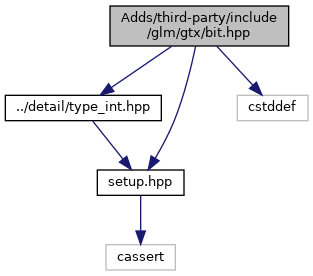 Adds/third-party/include
/glm/gtx/bit.hpp
../detail/type_int.hpp
cstddef
setup.hpp
cassert